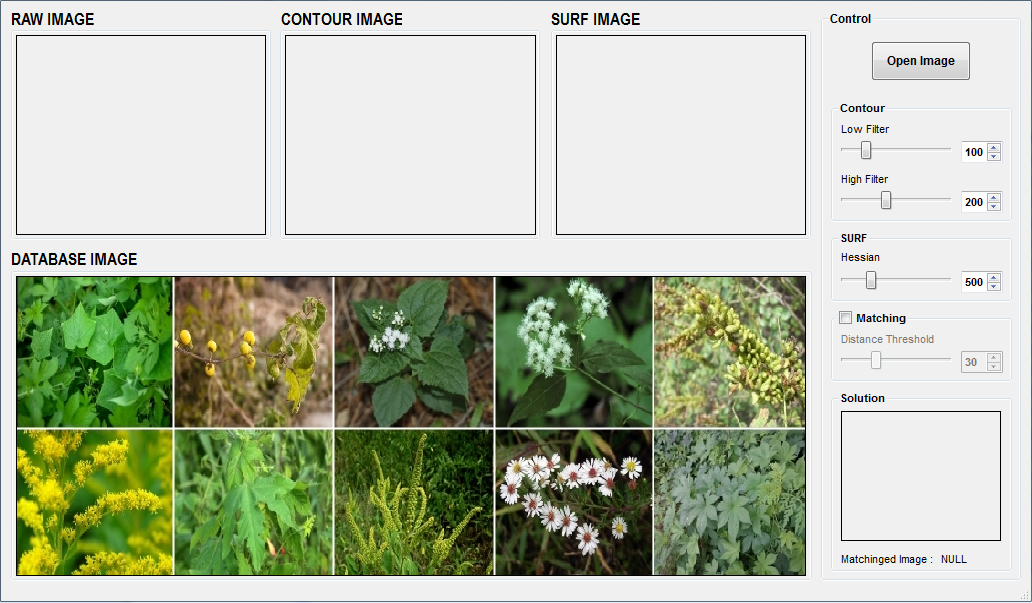 RAW IMAGE
CONTOUR IMAGE
SURF IMAGE
DATABASE IMAGE
Control
Open Image
Contour
Low Filter
100
High Filter
200
SURF
Hessian
500
Matching
Distance Threshold
30
Solution
Matchinged Image : NULL